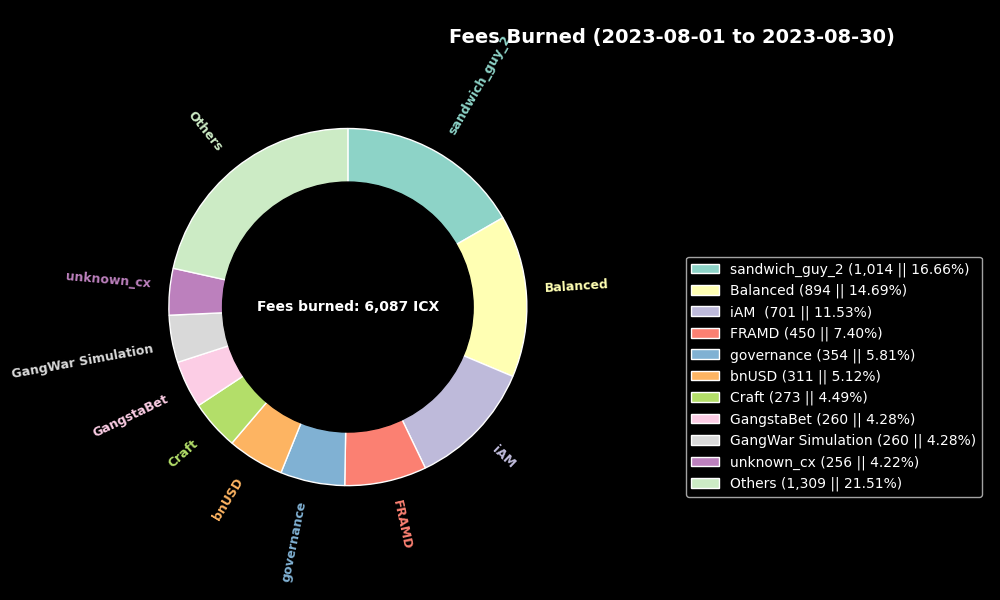 Fees Burned (2023-08-01 to 2023-08-30)
sandwich_guy_2
Others
unknown_cx
Balanced
Fees burned: 6,087 ICX
GangWar Simulation
GangstaBet
Craft
iAM
bnUSD
FRAMD
governance
sandwich_guy_2 (1,014 || 16.66%)
Balanced (894 || 14.69%)
iAM  (701 || 11.53%)
FRAMD (450 || 7.40%)
governance (354 || 5.81%)
bnUSD (311 || 5.12%)
Craft (273 || 4.49%)
GangstaBet (260 || 4.28%)
GangWar Simulation (260 || 4.28%)
unknown_cx (256 || 4.22%)
Others (1,309 || 21.51%)